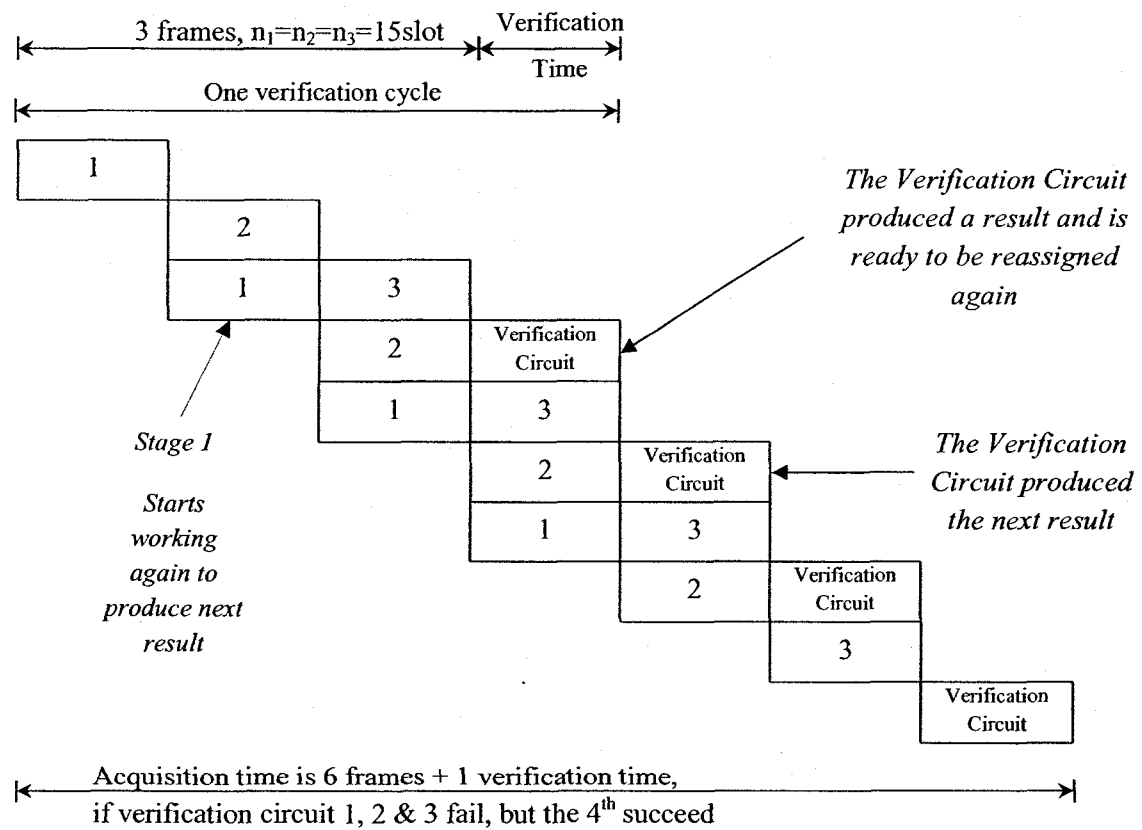 3 frames, n₁=n₂=n₃=15slot
Verification
Time
One verification cycle
1
2
1
3
2
Verification
Circuit
1
3
2
Verification
Circuit
1
3
2
Verification
Circuit
3
Verification
Circuit
The Verification Circuit
produced a result and is
ready to be reassigned
again
Stage 1
Starts
working
again to
produce next
result
The Verification
Circuit produced
the next result
Acquisition time is 6 frames + 1 verification time,
if verification circuit 1, 2 & 3 fail, but the 4th succeed